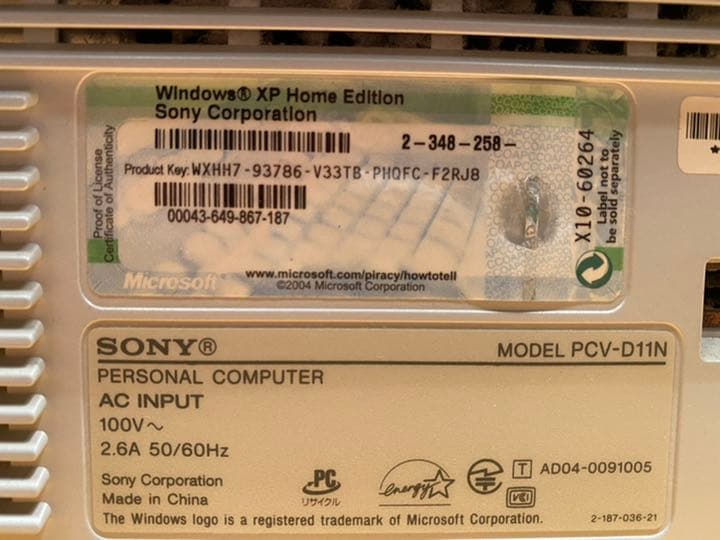 Windows® XP Home Edition
Sony Corporation
2-348-258-
Proof of License
Certificate of Authenticity
Product Key: WXHH7-93786-V33TB-PHQFC-F2RJ8
00043-649-867-187
X10-60264
Label not to
be sold separately
Microsoft
www.microsoft.com/piracy/howtotell
©2004 Microsoft Corporation
SONY®
MODEL PCV-D11N
PERSONAL COMPUTER
AC INPUT
100V～
2.6A 50/60Hz
Sony Corporation
Made in China
PC
リサイクル
energy
T AD04-0091005
VCI
The Windows logo is a registered trademark of Microsoft Corporation.
2-187-036-21